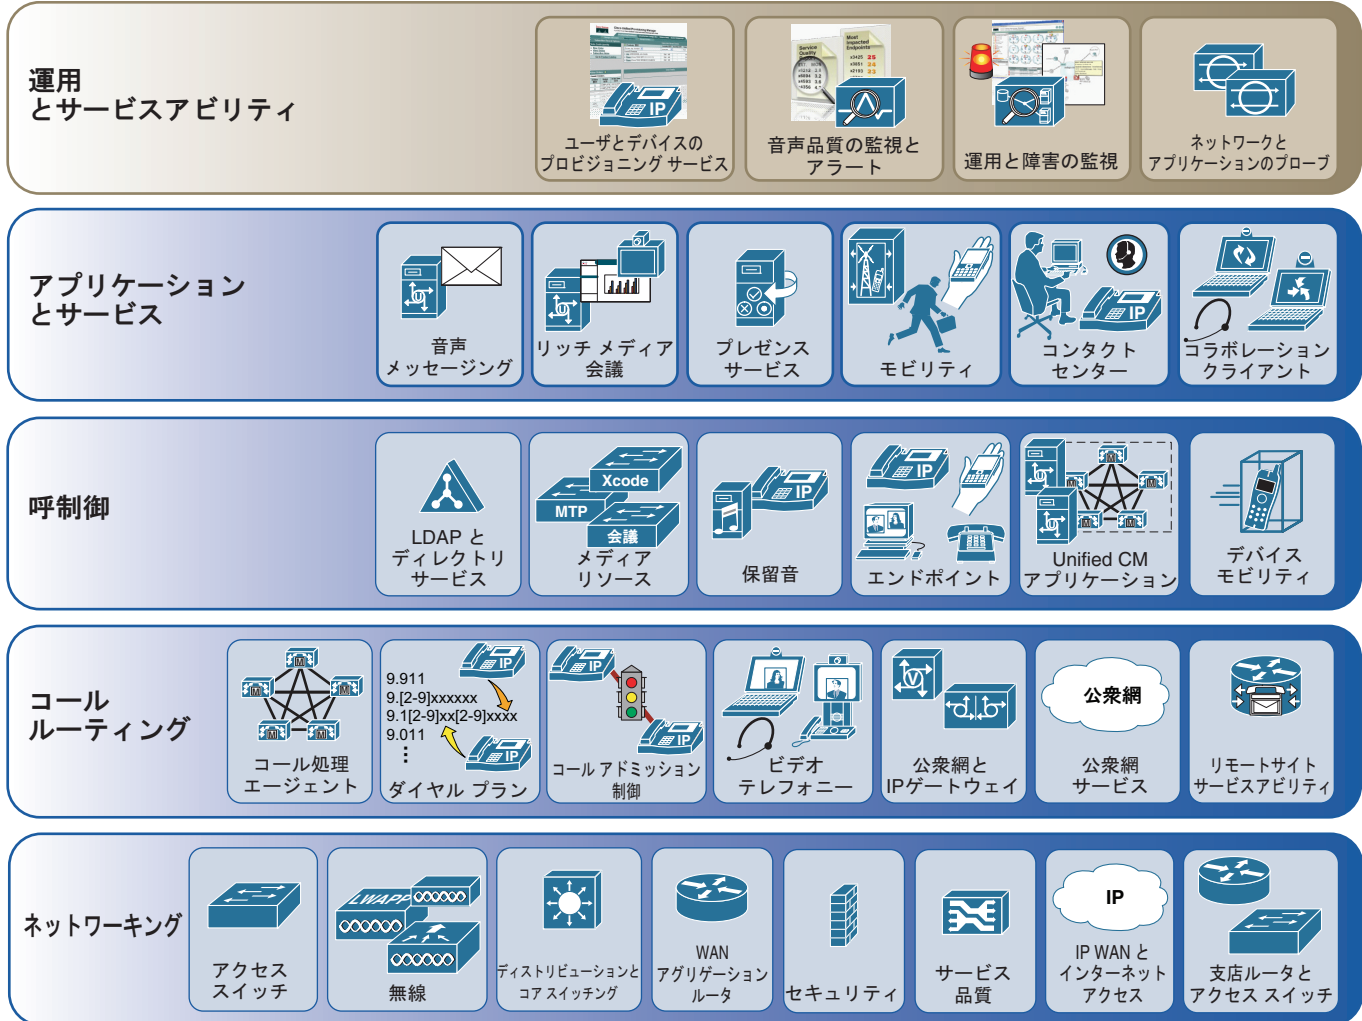 運用
とサービスアビリティ
Service
Quality
Most
Impacted
Endpoints
x3425 25
x3851 24
x2193 23
IP
ユーザとデバイスの
プロビジョニング サービス
音声品質の監視と
アラート
運用と障害の監視
ネットワークと
アプリケーションのプローブ
アプリケーション
とサービス
音声
メッセージング
リッチ メディア
会議
プレゼンス
サービス
モビリティ
IP
コンタクト
センター
コラボレーション
クライアント
呼制御
LDAP と
ディレクトリ
サービス
Xcode
MTP
会議
メディア
リソース
IP
保留音
IP
エンドポイント
M
M
M
M
M
Unified CM
アプリケーション
デバイス
モビリティ
コール
ルーティング
M
M
M
M
M
コール処理
エージェント
9.911
9.[2-9]xxxxxx
9.1[2-9]xx[2-9]xxxx
9.011
⋮
IP
IP
ダイヤル プラン
IP
IP
コール アドミッション
制御
ビデオ
テレフォニー
V
公衆網と
IPゲートウェイ
公衆網
公衆網
サービス
リモートサイト
サービスアビリティ
ネットワーキング
アクセス
スイッチ
LWAPP
無線
ディストリビューションと
コア スイッチング
WAN
アグリゲーション
ルータ
セキュリティ
サービス
品質
IP
IP WAN と
インターネット
アクセス
支店ルータと
アクセス スイッチ